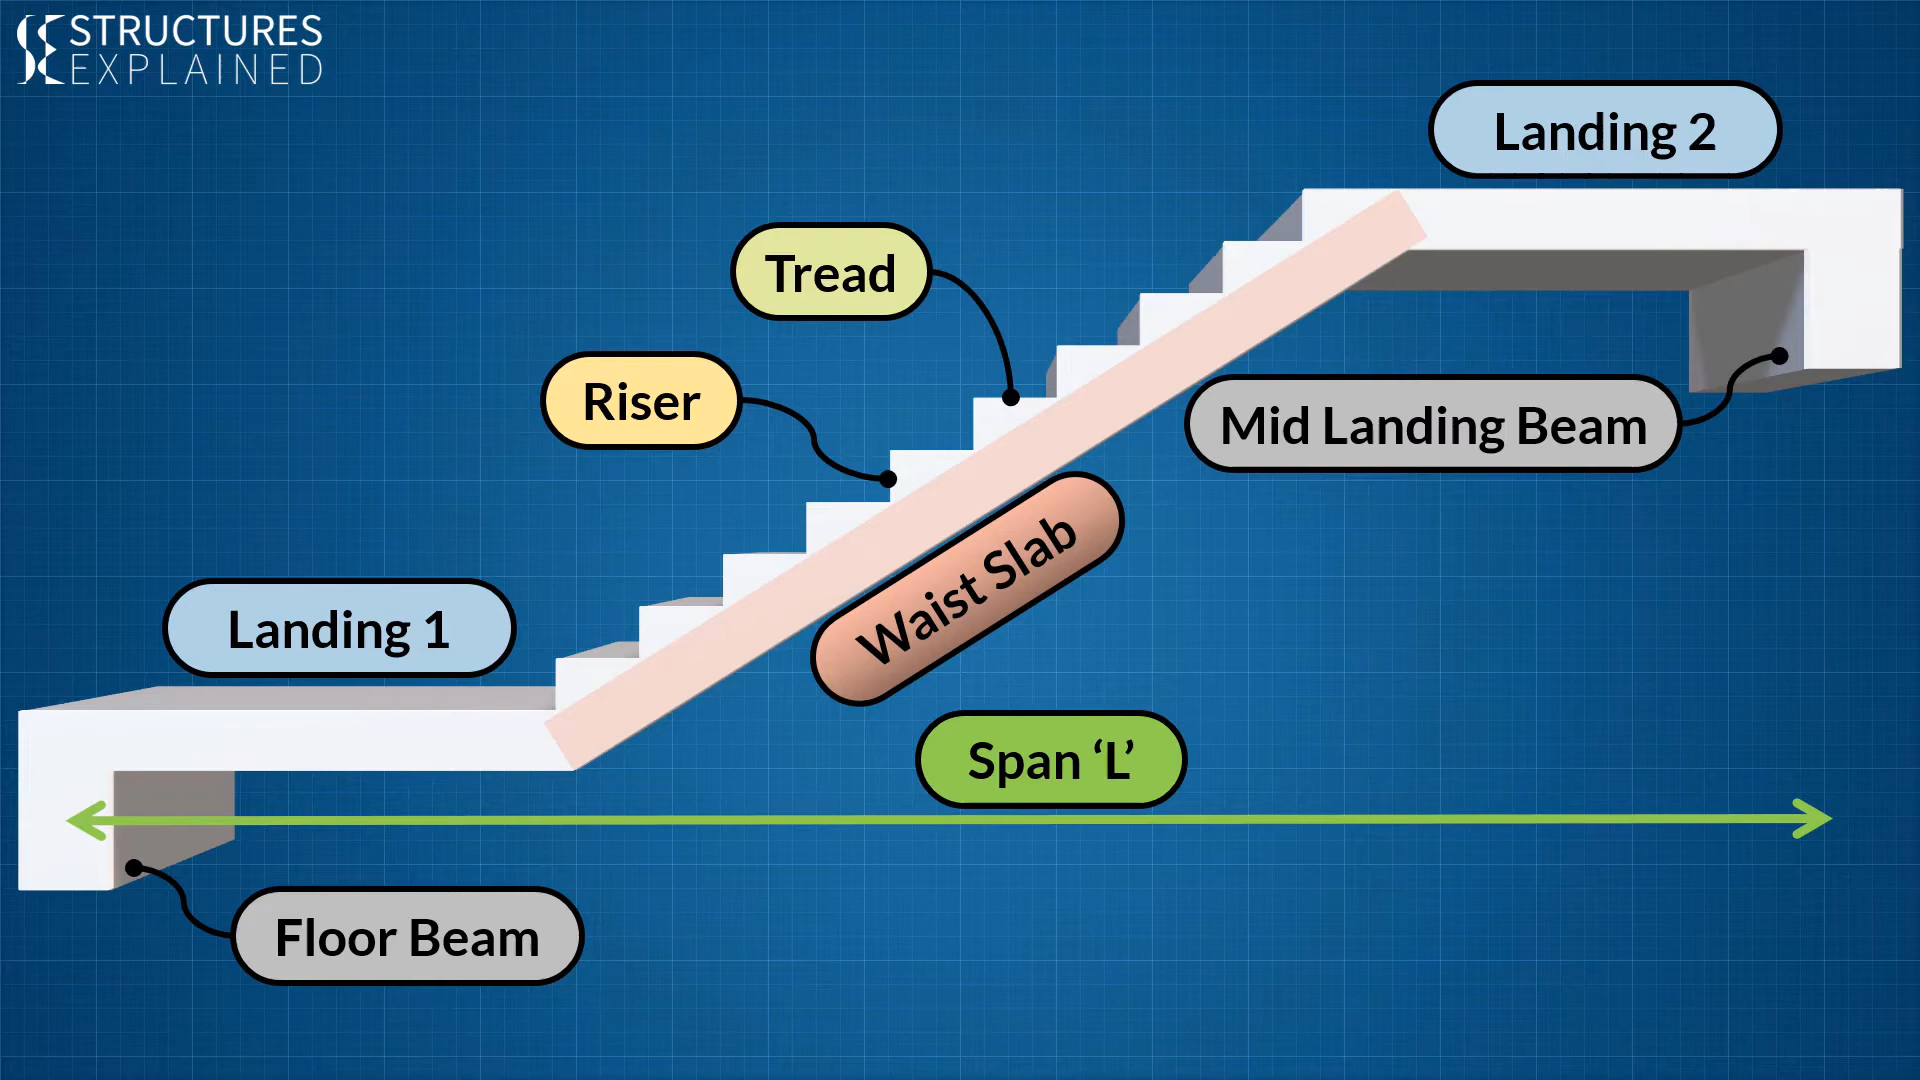 STRUCTURES
EXPLAINED
Landing 2
Tread
Riser
Mid Landing Beam
Waist Slab
Landing 1
Span ‘L’
Floor Beam